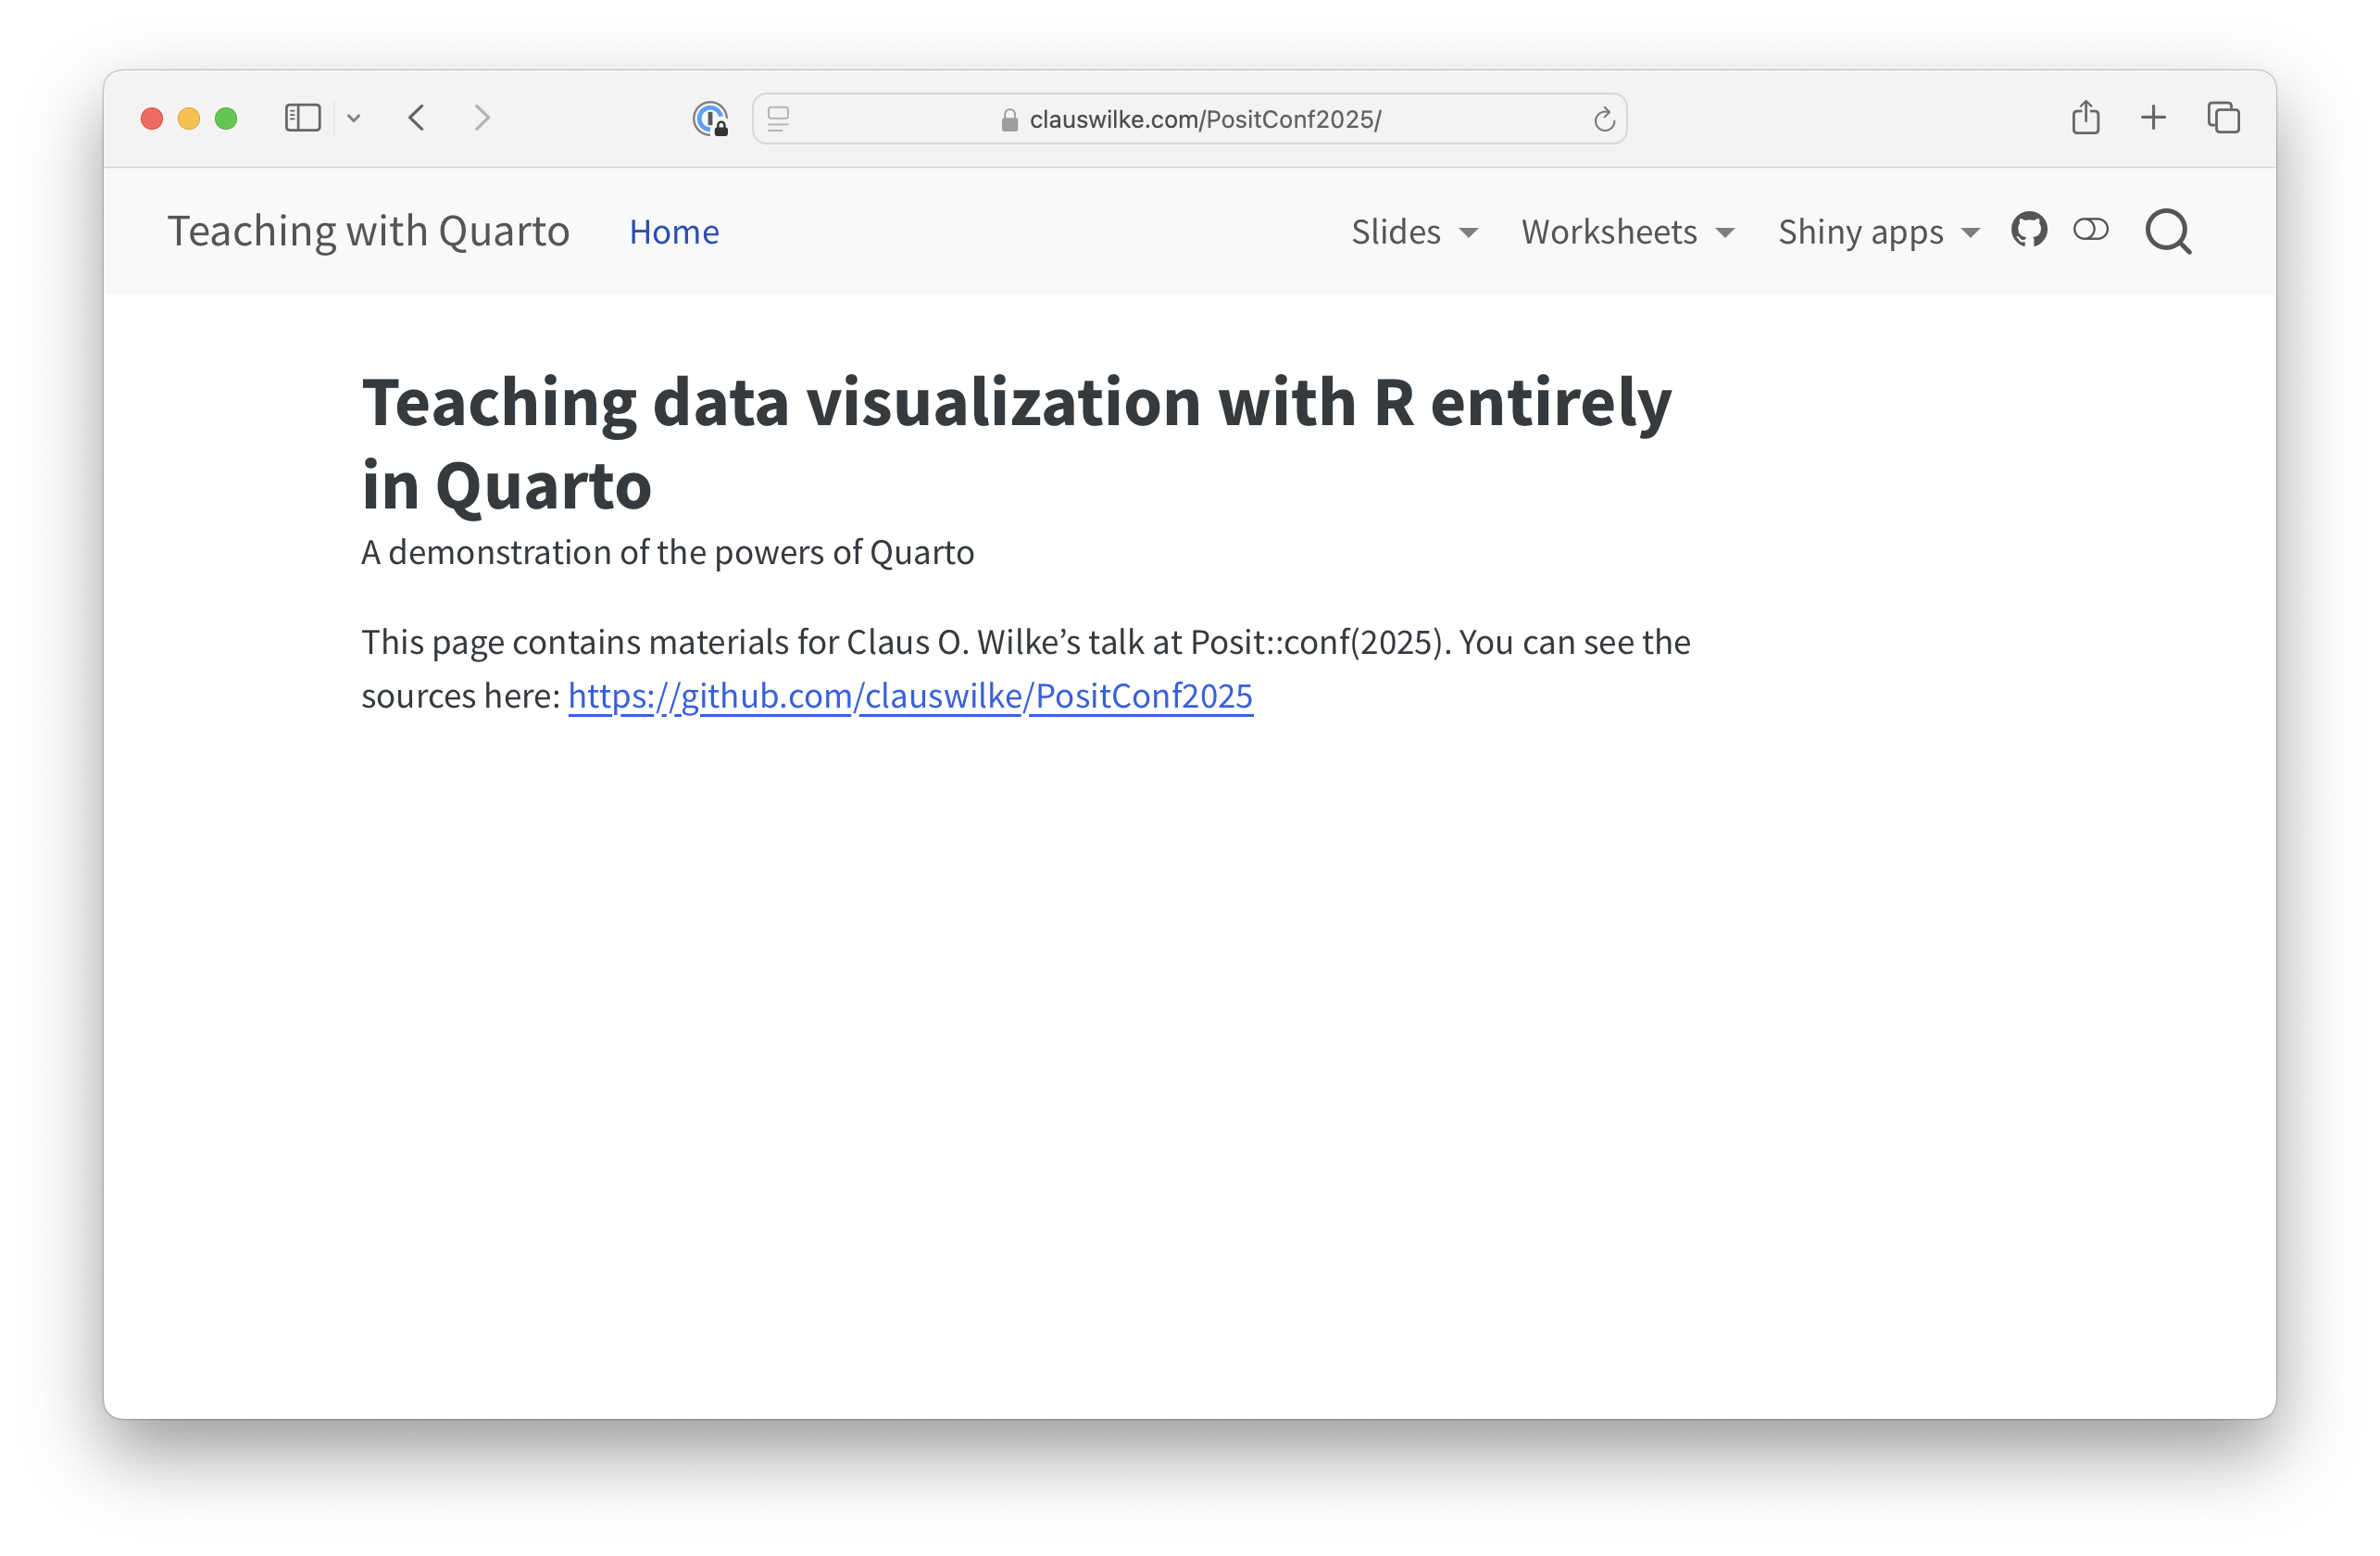 clauswilke.com/PositConf2025/
Teaching with Quarto Home Slides Worksheets Shiny apps
Teaching data visualization with R entirely
in Quarto
A demonstration of the powers of Quarto
This page contains materials for Claus O. Wilke’s talk at Posit::conf(2025). You can see the
sources here: https://github.com/clauswilke/PositConf2025